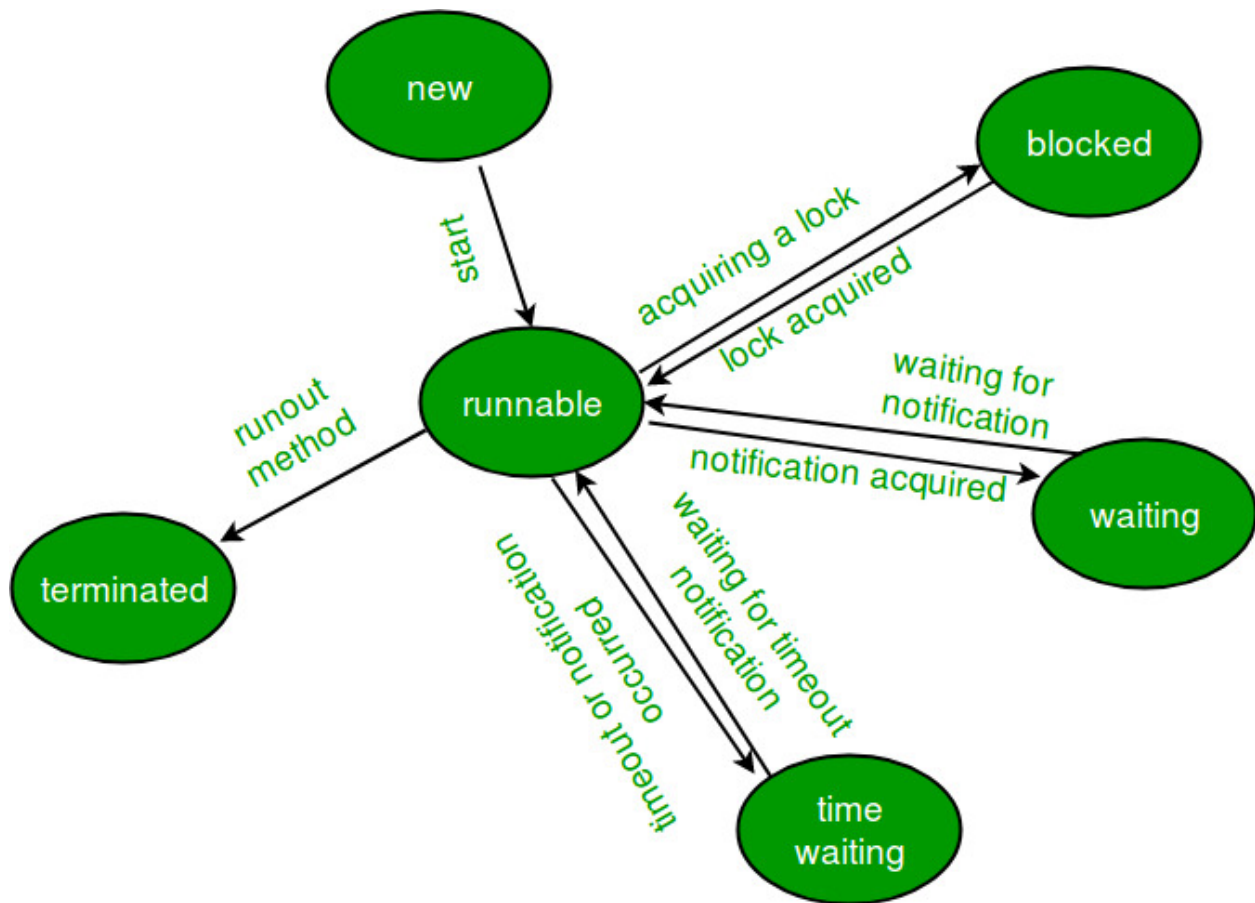 new
blocked
start
acquiring a lock
lock acquired
runnable
waiting for
notification
notification acquired
waiting
runout
method
terminated
timeout or notification
occurred
waiting for timeout
notification
time
waiting